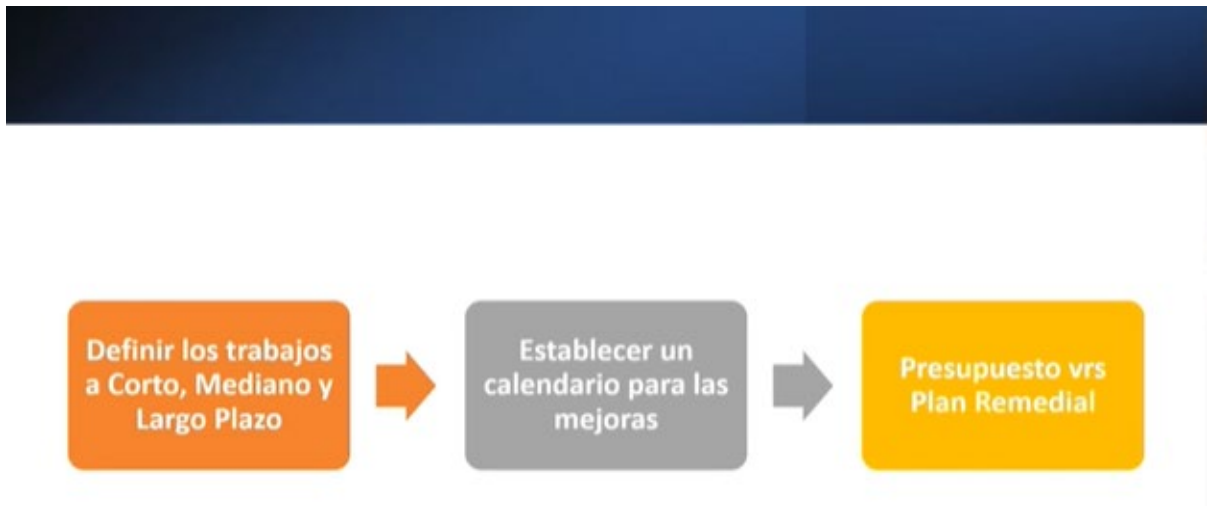 Definir los trabajos
a Corto, Mediano y
Largo Plazo
Establecer un
calendario para las
mejoras
Presupuesto vrs
Plan Remedial